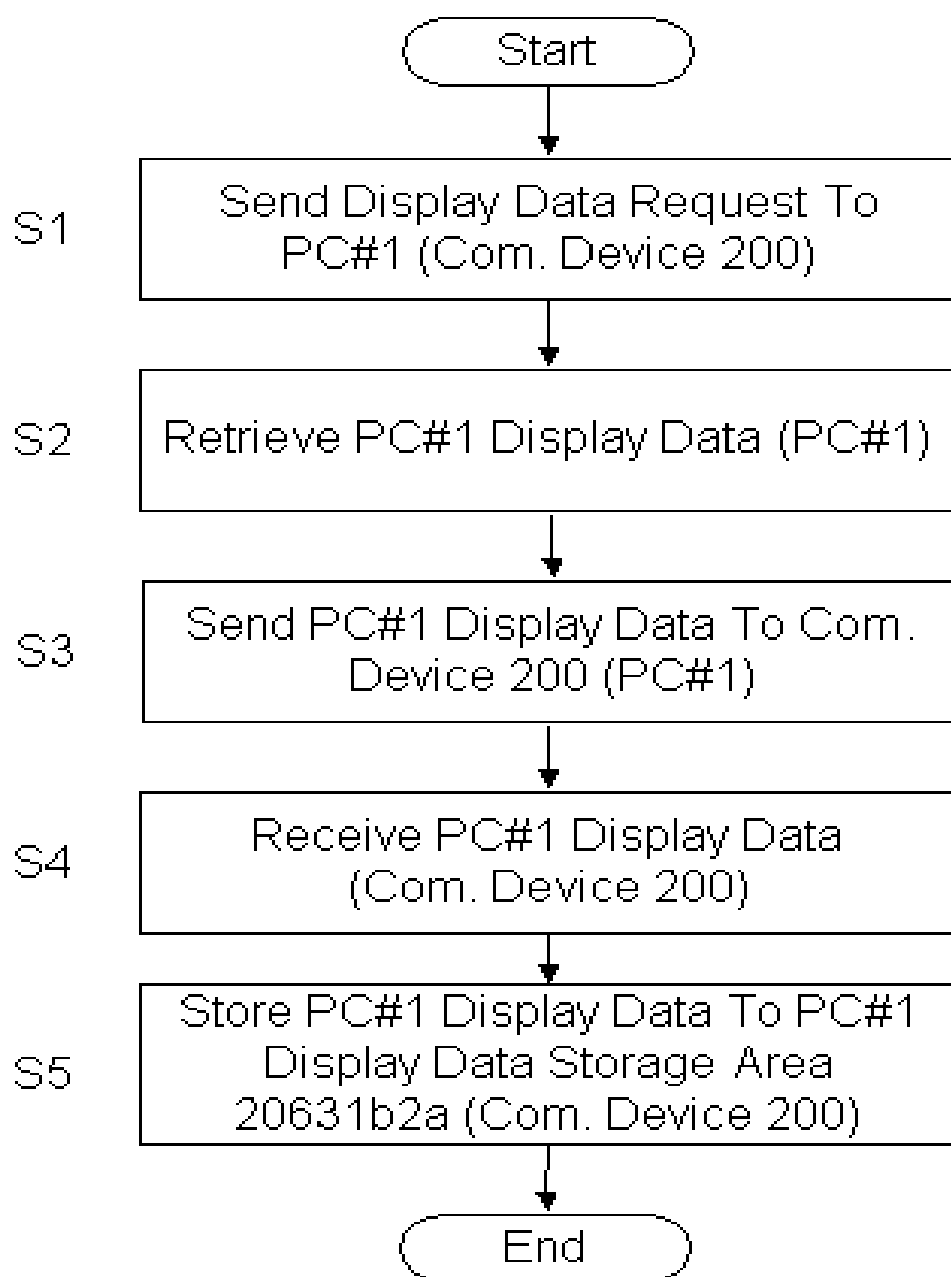 Start
S1
Send Display Data Request To
PC#1 (Com. Device 200)
S2
Retrieve PC#1 Display Data (PC#1)
S3
Send PC#1 Display Data To Com.
Device 200 (PC#1)
S4
Receive PC#1 Display Data
(Com. Device 200)
S5
Store PC#1 Display Data To PC#1
Display Data Storage Area
20631b2a (Com. Device 200)
End